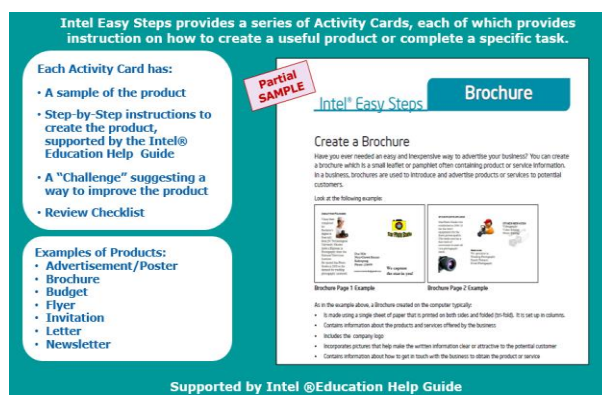 Intel Easy Steps provides a series of Activity Cards, each of which provides
instruction on how to create a useful product or complete a specific task.
Each Activity Card has:
• A sample of the product
• Step-by-Step instructions to
create the product,
supported by the Intel®
Education Help Guide
• A “Challenge” suggesting a
way to improve the product
• Review Checklist
Examples of Products:
• Advertisement/Poster
• Brochure
• Budget
• Flyer
• Invitation
• Letter
• Newsletter
Partial
SAMPLE
Intel® Easy Steps
Brochure
Create a Brochure
Have you ever needed an easy and inexpensive way to advertise your business? You can create
a brochure which is a small leaflet or pamphlet often containing product or service information.
In a business, brochures are used to introduce and advertise products or services to potential
customers.
Look at the following example:
Brochure Page 1 Example
Brochure Page 2 Example
As in the example above, a Brochure created on the computer typically:
• Is made using a single sheet of paper that is printed on both sides and folded (tri-fold). It is set up in columns.
• Contains information about the products and services offered by the business
• Includes the company logo
• Incorporates pictures that help make the written information clear or attractive to the potential customer
• Contains information about how to get in touch with the business to obtain the product or service
Supported by Intel ®Education Help Guide